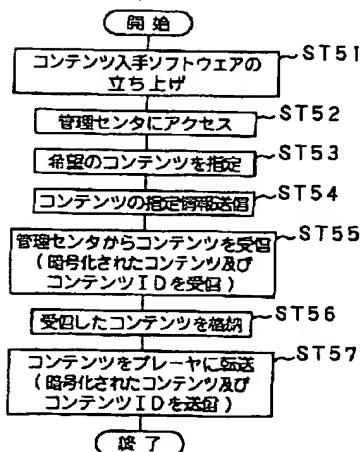 開始
コンテンツ入手ソフトウェアの
立ち上げ
ST51
管理センタにアクセス
ST52
希望のコンテンツを指定
ST53
コンテンツの指定情報送信
ST54
管理センタからコンテンツを受信
(暗号化されたコンテンツ及び
コンテンツIDを受信)
ST55
受信したコンテンツを格納
ST56
コンテンツをプレーヤに転送
(暗号化されたコンテンツ及び
コンテンツIDを送信)
ST57
終了